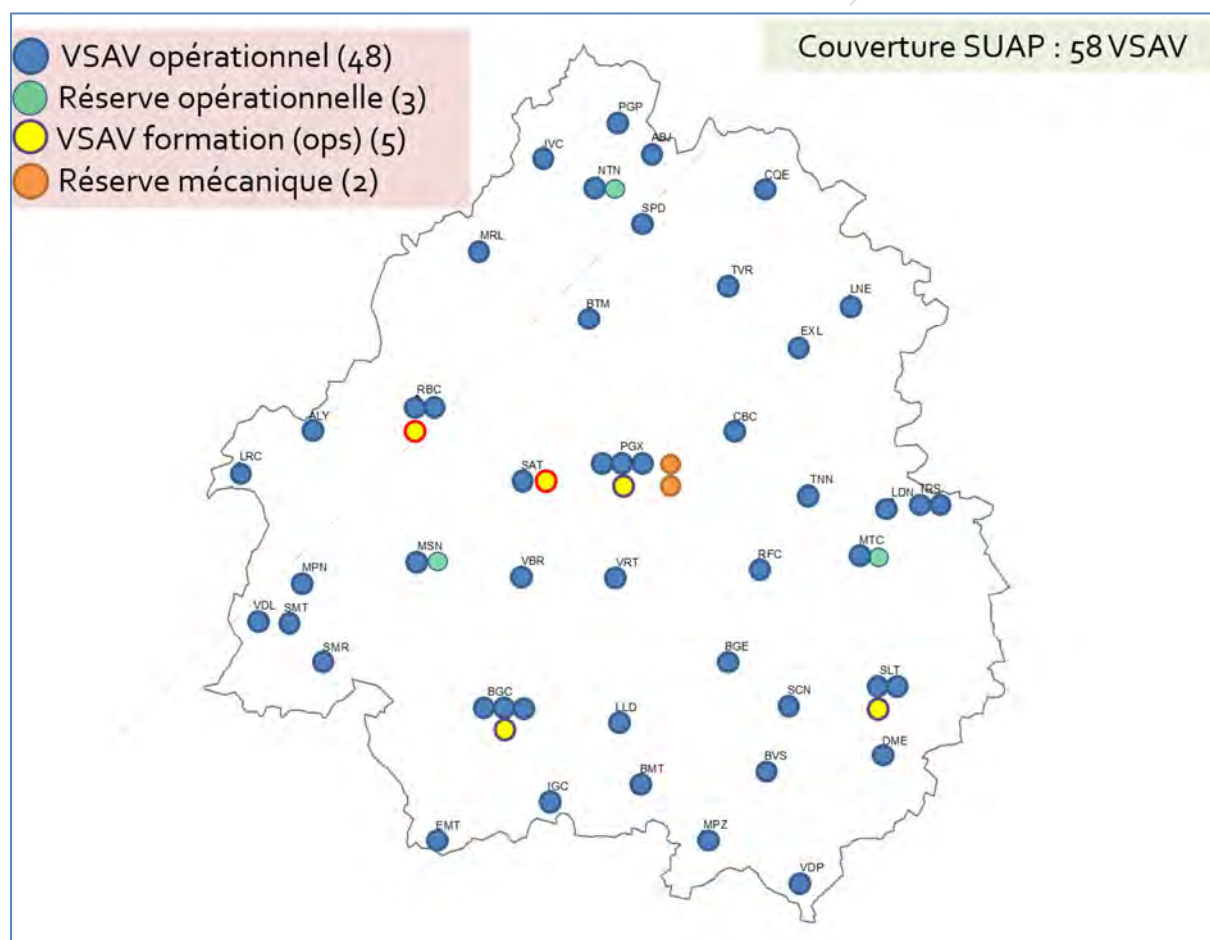 VSAV opérationnel (48)
Réserve opérationnelle (3)
VSAV formation (ops) (5)
Réserve mécanique (2)
Couverture SUAP : 58 VSAV
PGP
IVC
ABJ
NTN
CQE
SPD
MRL
TVR
LNE
BTM
EXL
RBC
ALY
CBC
PGX
LRC
SAT
TNN
LDN
TRS
MTC
MSN
VBR
VRT
RFC
MPN
VDL
SMT
SMR
BGE
SLT
BGC
SCN
LLD
DME
BVS
BMT
IGC
EMT
MPZ
VDP